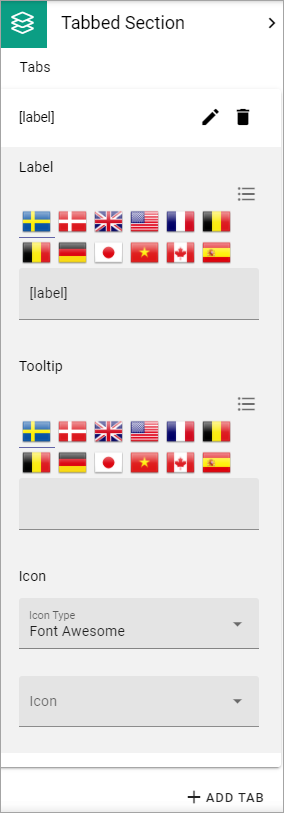 Tabbed Section
Tabs
[label]
Label
[label]
Tooltip
Icon
Icon Type
Font Awesome
Icon
ADD TAB